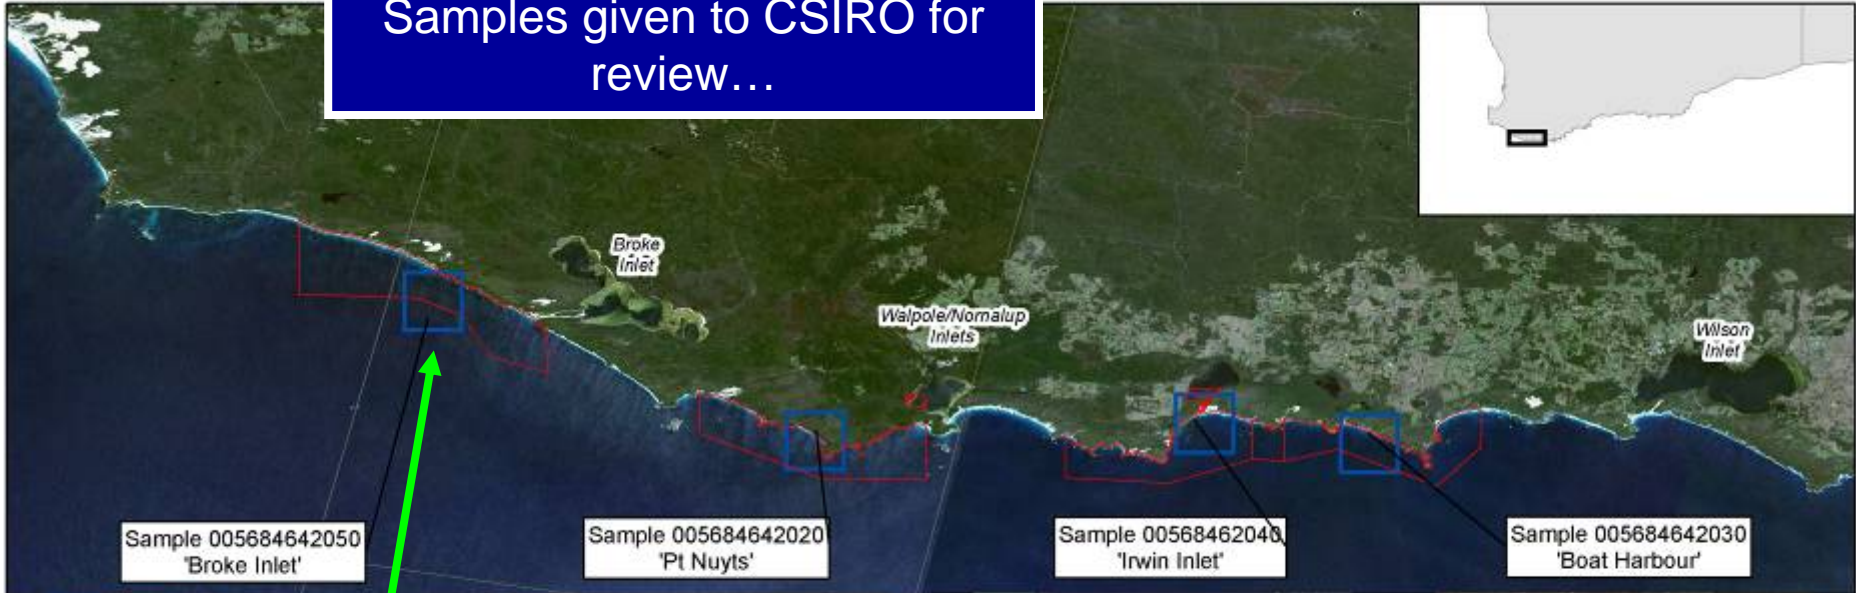 Samples given to CSIRO for
review…
Broke
Inlet
Walpole/Nornalup
Inlets
Wilson
Inlet
Sample 005684642050
'Broke Inlet'
Sample 005684642020
'Pt Nuyts'
Sample 00568462040
'Irwin Inlet'
Sample 005684642030
'Boat Harbour'